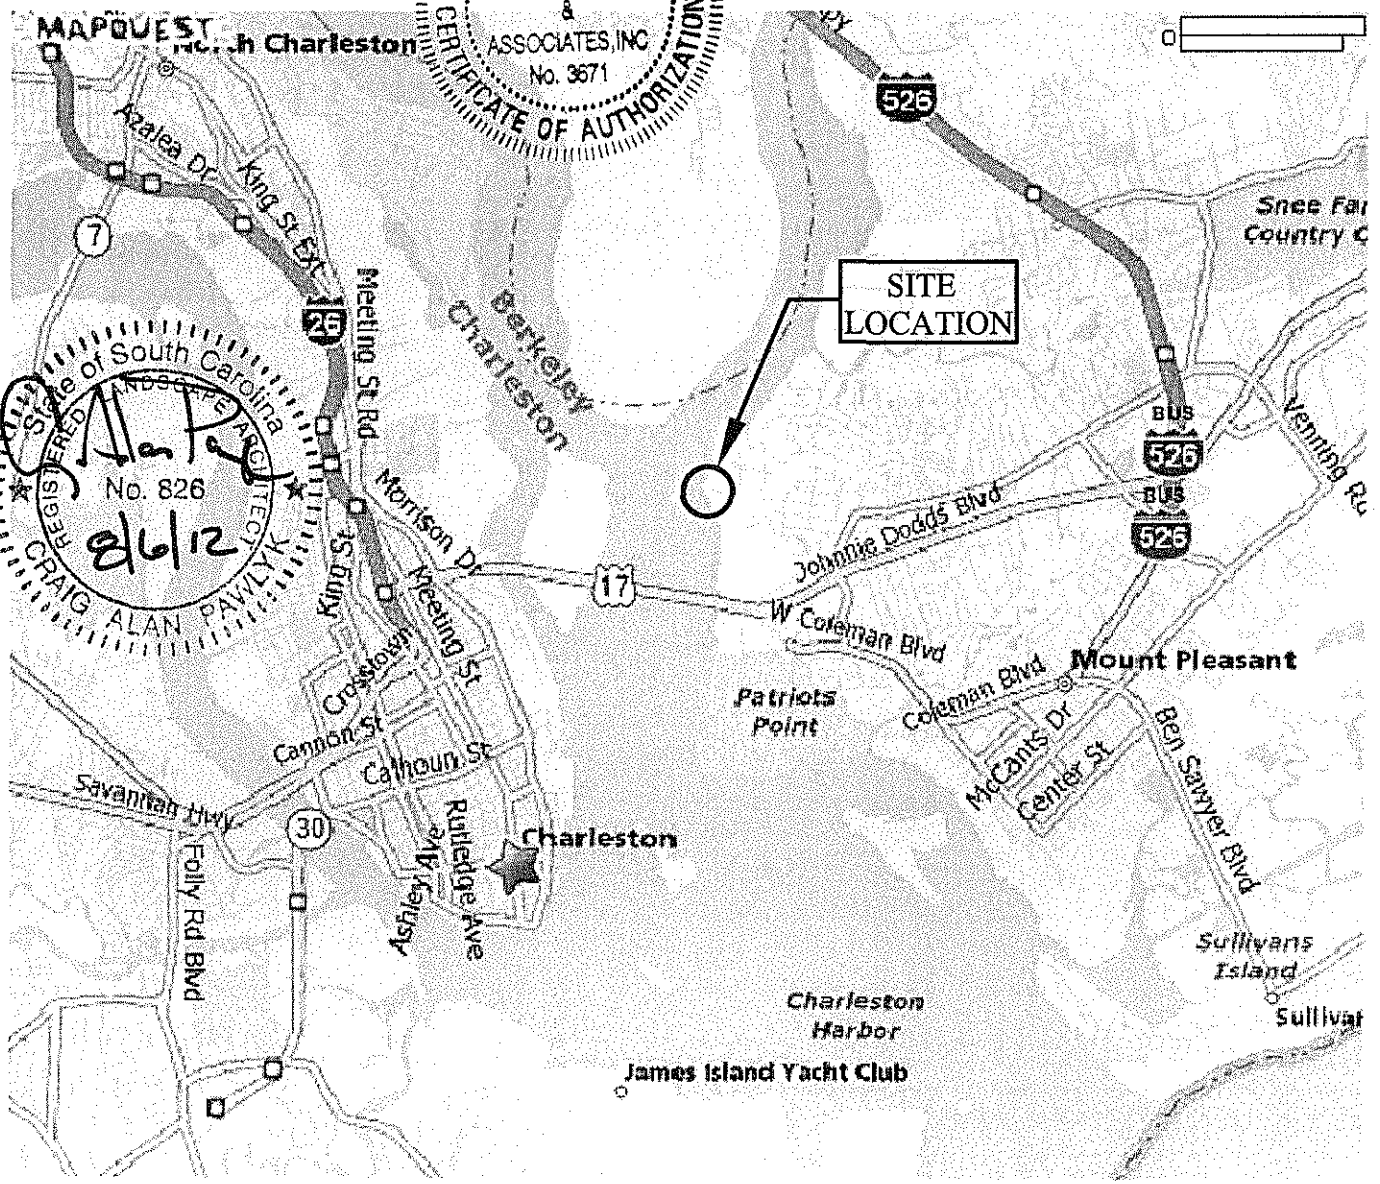 MAPQUEST
North Charleston
&
ASSOCIATES, INC
No. 3671
CERTIFICATE OF AUTHORIZATION
0
526
Azalea Dr
King St Ext
7
26
Meeting St Rd
Berkeley
Charleston
SITE
LOCATION
Snee Far
Country C
State of South Carolina
REGISTERED LANDSCAPE ARCHITECT
No. 826
8/6/12
CRAIG ALAN PAWLYK
BUS
526
BUS
526
Venning
Johnnie Dodds Blvd
Morrison Dr
King St
Meeting St
17
W Coleman Blvd
Crosstown
Mount Pleasant
Coleman Blvd
Patriots
Point
Cannon St
Calhoun St
McCants Dr
Center St
Ben Sawyer Blvd
Savannah Hwy
30
Charleston
Ashley Ave
Rutledge Ave
Folly Rd Blvd
Sullivans
Island
Charleston
Harbor
Sullivan
James Island Yacht Club